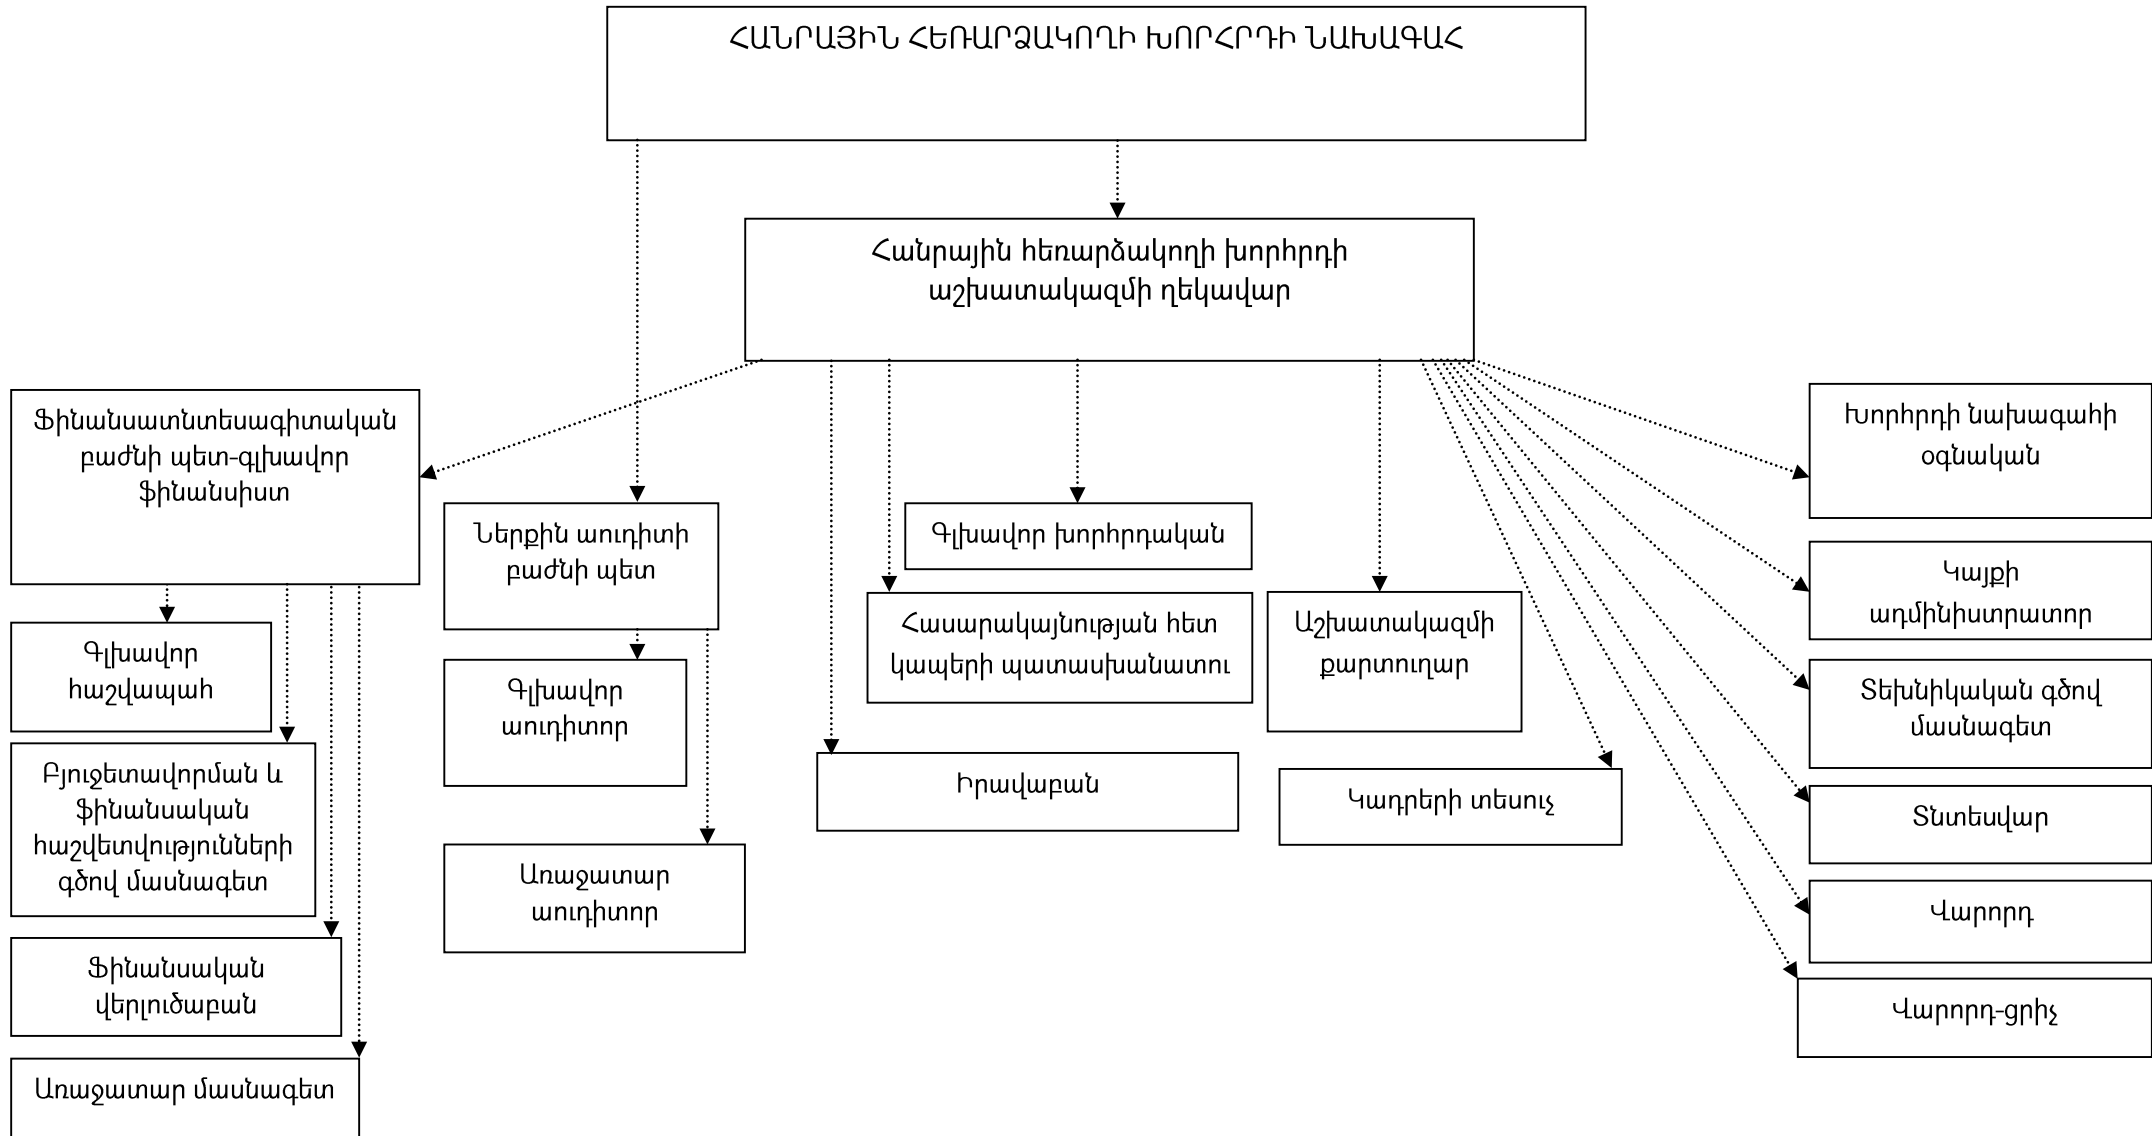 ՀԱՆՐԱՅԻՆ ՀԵՌԱՐՁԱԿՈՂԻ ԽՈՐՀՐԴԻ ՆԱԽԱԳԱՀ
Հանրային հեռարձակողի խորհրդի
աշխատակազմի ղեկավար
Ֆինանսատնտեսագիտական
բաժնի պետ-գլխավոր
ֆինանսիստ
Գլխավոր
հաշվապահ
Բյուջետավորման և
ֆինանսական
հաշվետվությունների
գծով մասնագետ
Ֆինանսական
վերլուծաբան
Առաջատար մասնագետ
Ներքին աուդիտի
բաժնի պետ
Գլխավոր
աուդիտոր
Առաջատար
աուդիտոր
Գլխավոր խորհրդական
Հասարակայնության հետ
կապերի պատասխանատու
Իրավաբան
Աշխատակազմի
քարտուղար
Կադրերի տեսուչ
Խորհրդի նախագահի
օգնական
Կայքի
ադմինիստրատոր
Տեխնիկական գծով
մասնագետ
Տնտեսվար
Վարորդ
Վարորդ-ցրիչ